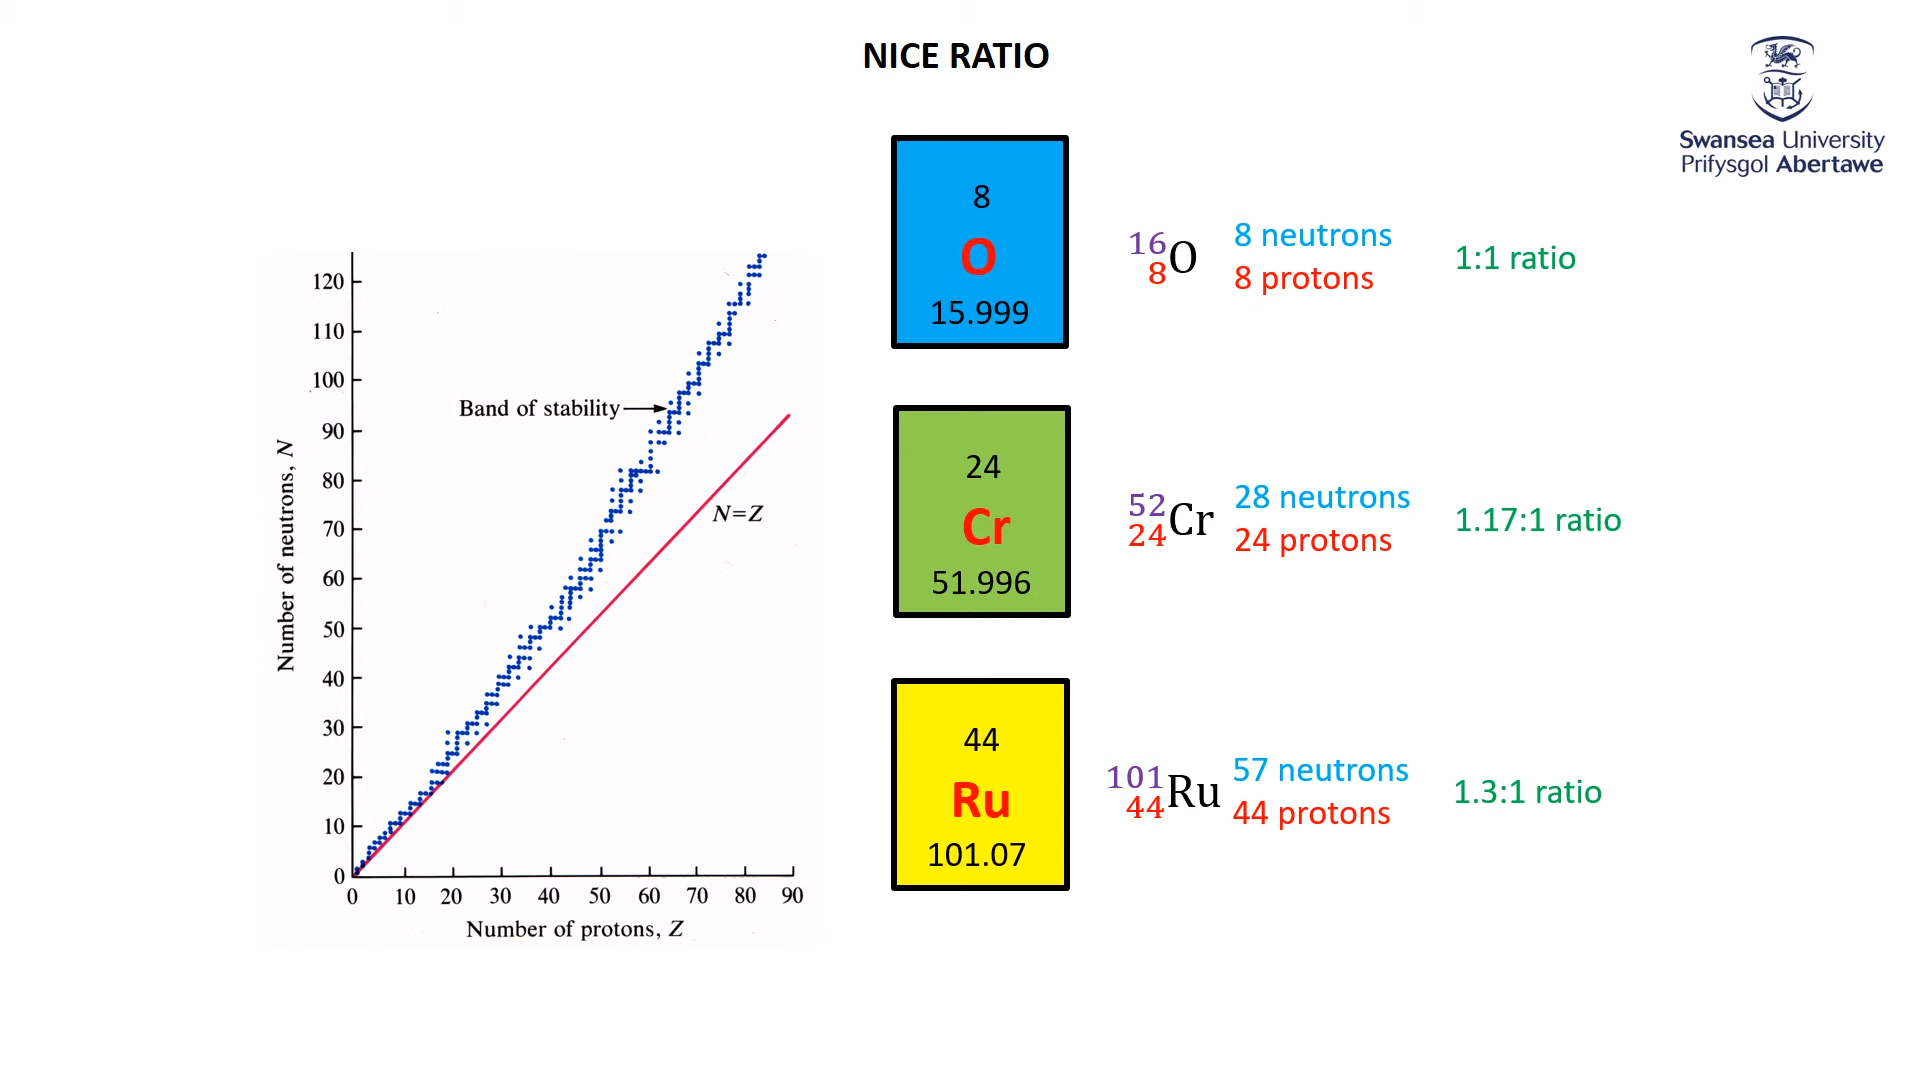 NICE RATIO
Swansea University
Prifysgol Abertawe
120
110
100
90
80
70
60
50
40
30
20
10
0
Number of neutrons, N
Band of stability
N=Z
0 10 20 30 40 50 60 70 80 90
Number of protons, Z
8
O
15.999
16
8
O
8 neutrons
8 protons
1:1 ratio
24
Cr
51.996
52
24
Cr
28 neutrons
24 protons
1.17:1 ratio
44
Ru
101.07
101
44
Ru
57 neutrons
44 protons
1.3:1 ratio